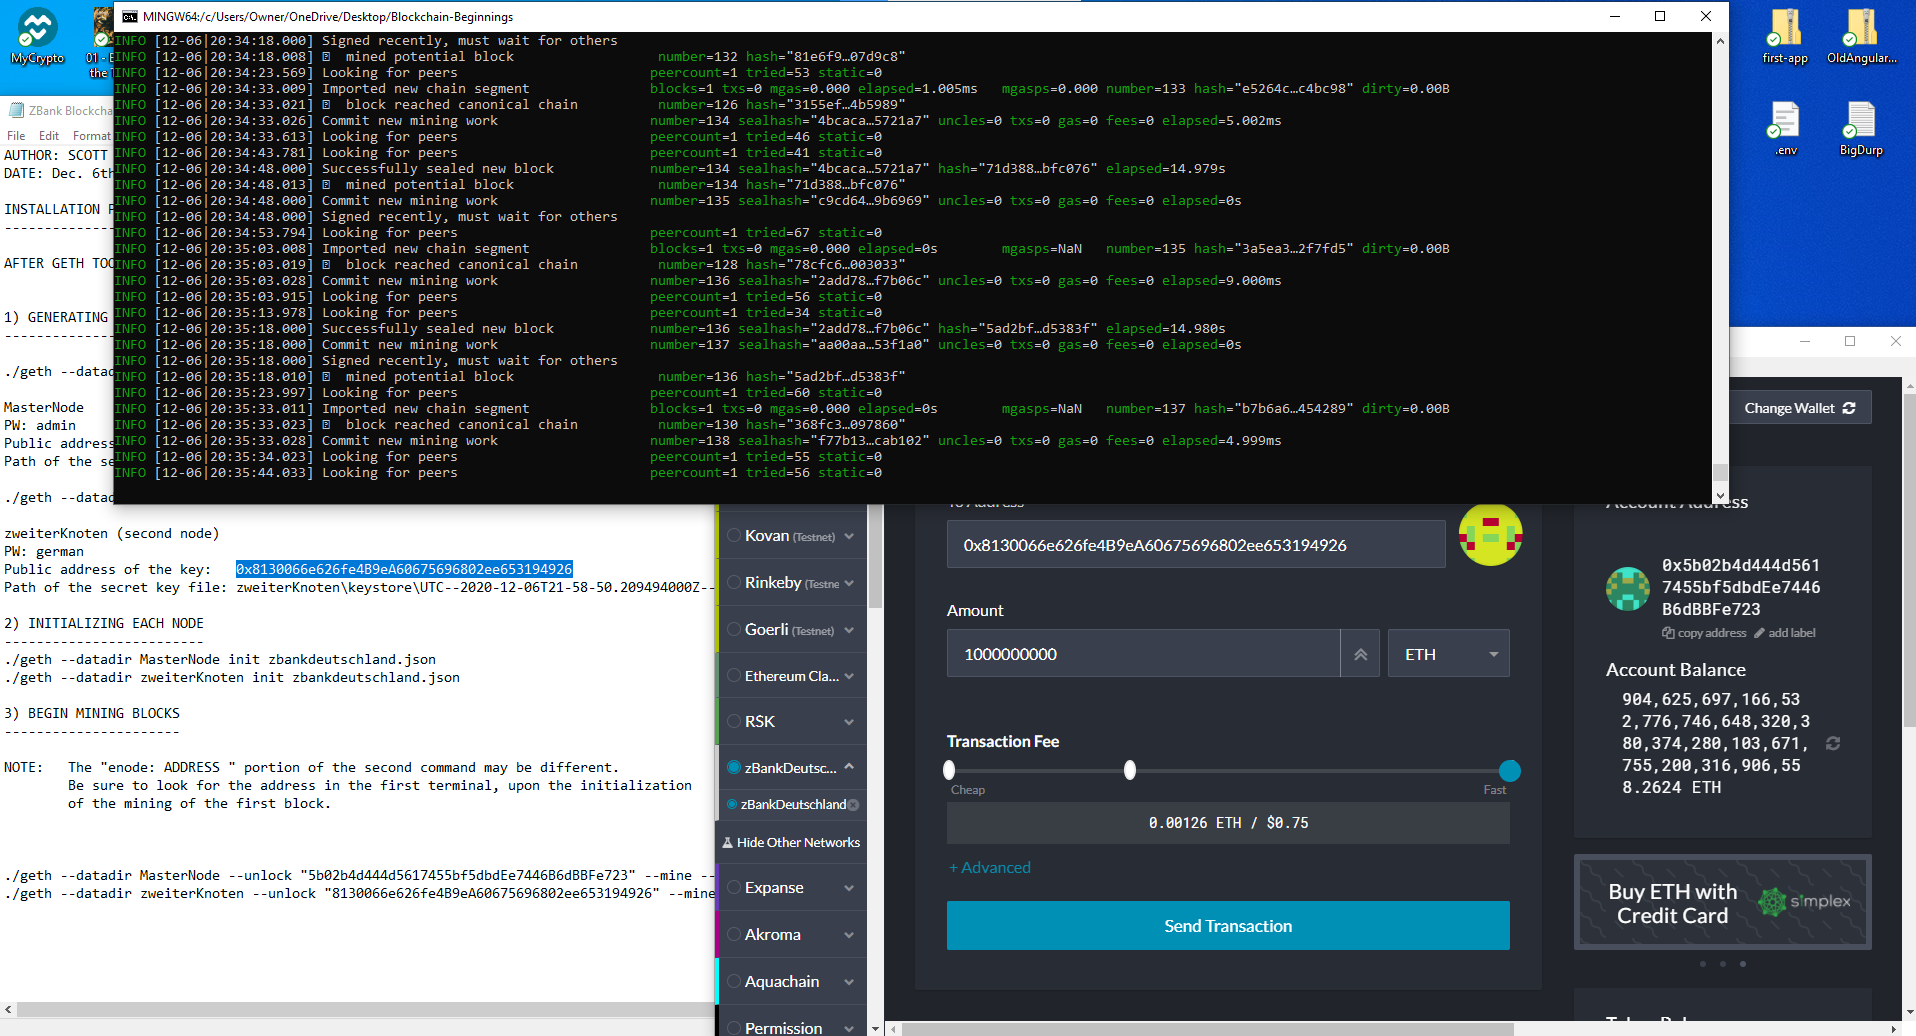 MyCrypto
01 - E
the 1
first-app
OldAngular...
.env
BigDurp
MINGW64:/c/Users/Owner/OneDrive/Desktop/Blockchain-Beginnings
INFO [12-06|20:34:18.000] Signed recently, must wait for others
INFO [12-06|20:34:18.008] mined potential block number=132 hash="81e6f9…07d9c8"
INFO [12-06|20:34:23.569] Looking for peers peercount=1 tried=53 static=0
INFO [12-06|20:34:33.009] Imported new chain segment blocks=1 txs=0 mgas=0.000 elapsed=1.005ms mgasps=0.000 number=133 hash="e5264c…c4bc98" dirty=0.00B
INFO [12-06|20:34:33.021] block reached canonical chain number=126 hash="3155ef…4b5989"
INFO [12-06|20:34:33.026] Commit new mining work number=134 sealhash="4bcaca…5721a7" uncles=0 txs=0 gas=0 fees=0 elapsed=5.002ms
INFO [12-06|20:34:33.613] Looking for peers peercount=1 tried=46 static=0
INFO [12-06|20:34:43.781] Looking for peers peercount=1 tried=41 static=0
INFO [12-06|20:34:48.000] Successfully sealed new block number=134 sealhash="4bcaca…5721a7" hash="71d388…bfc076" elapsed=14.979s
INFO [12-06|20:34:48.013] mined potential block number=134 hash="71d388…bfc076"
INFO [12-06|20:34:48.000] Commit new mining work number=135 sealhash="c9cd64…9b6969" uncles=0 txs=0 gas=0 fees=0 elapsed=0s
INFO [12-06|20:34:48.000] Signed recently, must wait for others
INFO [12-06|20:34:53.794] Looking for peers peercount=1 tried=67 static=0
INFO [12-06|20:35:03.008] Imported new chain segment blocks=1 txs=0 mgas=0.000 elapsed=0s mgasps=NaN number=135 hash="3a5ea3…2f7fd5" dirty=0.00B
INFO [12-06|20:35:03.019] block reached canonical chain number=128 hash="78cfc6…003033"
INFO [12-06|20:35:03.028] Commit new mining work number=136 sealhash="2add78…f7b06c" uncles=0 txs=0 gas=0 fees=0 elapsed=9.000ms
INFO [12-06|20:35:03.915] Looking for peers peercount=1 tried=56 static=0
INFO [12-06|20:35:13.978] Looking for peers peercount=1 tried=34 static=0
INFO [12-06|20:35:18.000] Successfully sealed new block number=136 sealhash="2add78…f7b06c" hash="5ad2bf…d5383f" elapsed=14.980s
INFO [12-06|20:35:18.000] Commit new mining work number=137 sealhash="aa00aa…53f1a0" uncles=0 txs=0 gas=0 fees=0 elapsed=0s
INFO [12-06|20:35:18.000] Signed recently, must wait for others
INFO [12-06|20:35:18.010] mined potential block number=136 hash="5ad2bf…d5383f"
INFO [12-06|20:35:23.997] Looking for peers peercount=1 tried=60 static=0
INFO [12-06|20:35:33.011] Imported new chain segment blocks=1 txs=0 mgas=0.000 elapsed=0s mgasps=NaN number=137 hash="b7b6a6…454289" dirty=0.00B
INFO [12-06|20:35:33.023] block reached canonical chain number=130 hash="368fc3…097860"
INFO [12-06|20:35:33.028] Commit new mining work number=138 sealhash="f77b13…cab102" uncles=0 txs=0 gas=0 fees=0 elapsed=4.999ms
INFO [12-06|20:35:34.023] Looking for peers peercount=1 tried=55 static=0
INFO [12-06|20:35:44.033] Looking for peers peercount=1 tried=56 static=0
ZBank Blockcha
File Edit Format
AUTHOR: SCOTT
DATE: Dec. 6th
INSTALLATION P
AFTER GETH TOO
1) GENERATING
--------------
./geth --datad
MasterNode
PW: admin
Public address
Path of the se
./geth --datad
zweiterKnoten (second node)
PW: german
Public address of the key: 0x8130066e626fe4B9eA60675696802ee653194926
Path of the secret key file: zweiterKnoten\keystore\UTC--2020-12-06T21-58-50.209494000Z--
2) INITIALIZING EACH NODE
-------------------------
./geth --datadir MasterNode init zbankdeutschland.json
./geth --datadir zweiterKnoten init zbankdeutschland.json
3) BEGIN MINING BLOCKS
----------------------
NOTE: The "enode: ADDRESS " portion of the second command may be different.
Be sure to look for the address in the first terminal, upon the initialization
of the mining of the first block.
./geth --datadir MasterNode --unlock "5b02b4d444d5617455bf5dbdEe7446B6dBBFe723" --mine --
./geth --datadir zweiterKnoten --unlock "8130066e626fe4B9eA60675696802ee653194926" --mine
Kovan (Testnet)
Rinkeby (Testne
Goerli (Testnet)
Ethereum Cla...
RSK
zBankDeutsc...
zBankDeutschland
Hide Other Networks
Expanse
Akroma
Aquachain
Permission
To Address
0x8130066e626fe4B9eA60675696802ee653194926
Amount
1000000000
ETH
Transaction Fee
Cheap
Fast
0.00126 ETH / $0.75
+ Advanced
Send Transaction
Change Wallet
Account Address
0x5b02b4d444d561
7455bf5dbdEe7446
B6dBBFe723
copy address add label
Account Balance
904,625,697,166,53
2,776,746,648,320,3
80,374,280,103,671,
755,200,316,906,55
8.2624 ETH
Buy ETH with
Credit Card
simplex